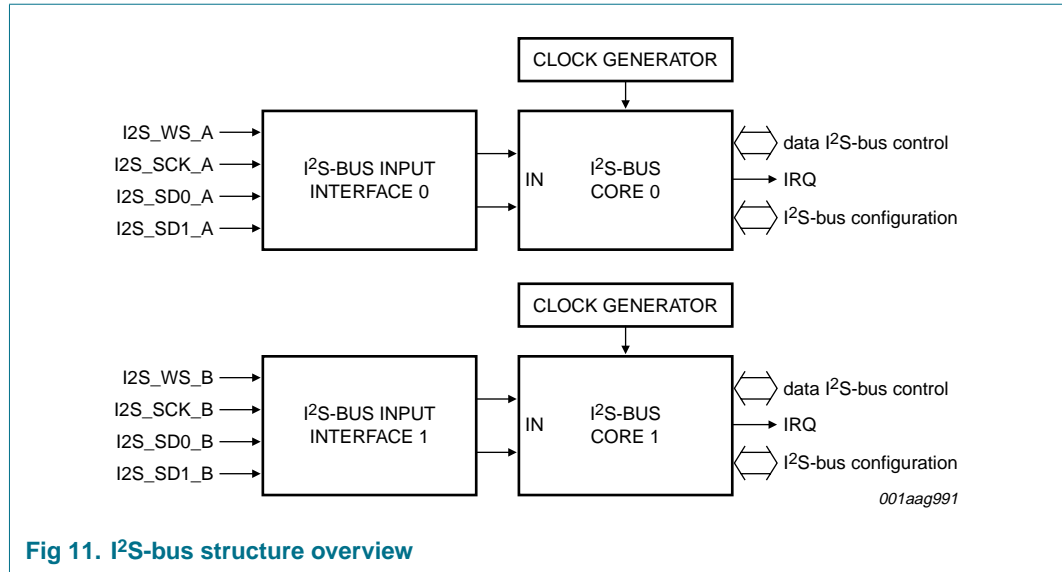 CLOCK GENERATOR
I2S_WS_A
I2S_SCK_A
I2S_SD0_A
I2S_SD1_A
I²S-BUS INPUT
INTERFACE 0
IN
I²S-BUS
CORE 0
data I²S-bus control
IRQ
I²S-bus configuration
CLOCK GENERATOR
I2S_WS_B
I2S_SCK_B
I2S_SD0_B
I2S_SD1_B
I²S-BUS INPUT
INTERFACE 1
IN
I²S-BUS
CORE 1
data I²S-bus control
IRQ
I²S-bus configuration
001aag991
Fig 11. I²S-bus structure overview